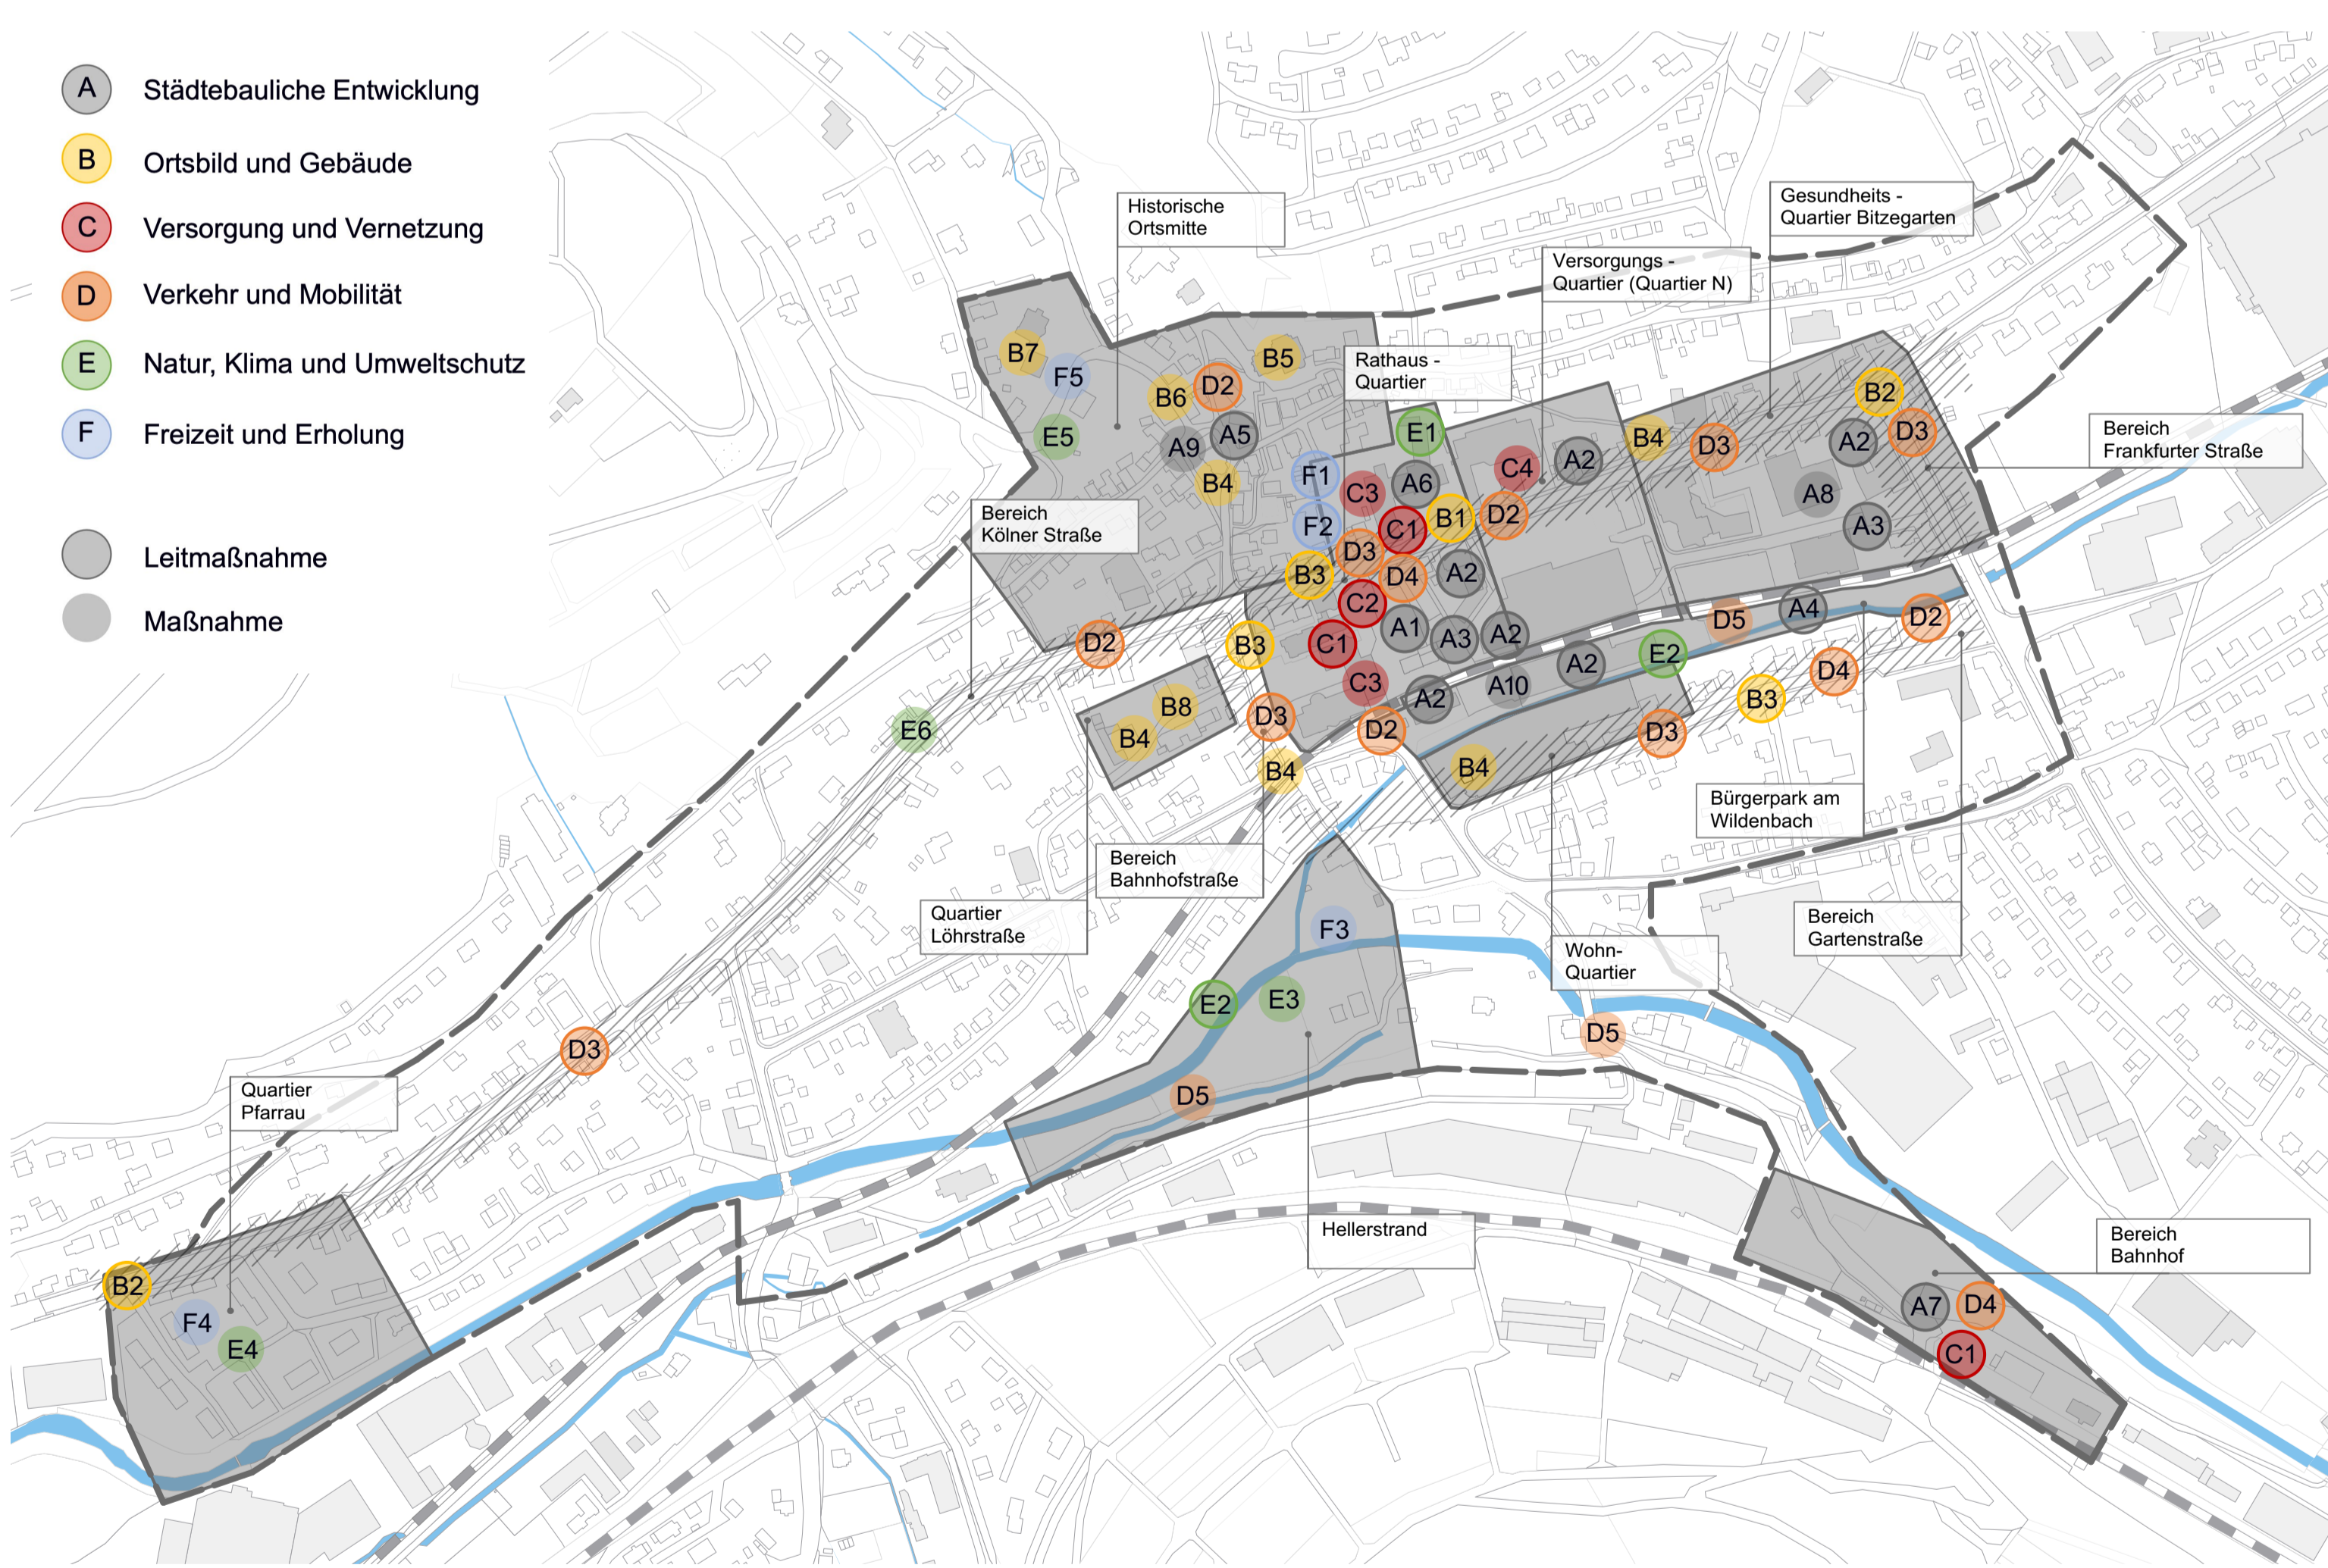 A Städtebauliche Entwicklung
B Ortsbild und Gebäude
C Versorgung und Vernetzung
D Verkehr und Mobilität
E Natur, Klima und Umweltschutz
F Freizeit und Erholung
Leitmaßnahme
Maßnahme
Gesundheits -
Quartier Bitzegarten
Historische
Ortsmitte
Versorgungs -
Quartier (Quartier N)
Rathaus -
Quartier
Bereich
Frankfurter Straße
Bereich
Kölner Straße
B7
F5
E5
B6
D2
B5
A9
A5
B4
E1
F1
C3
A6
F2
C1
B1
D2
C4
A2
B4
D3
B2
A2
D3
A8
A3
D3
B3
D4
A2
C2
A1
A3
A2
C1
C3
B3
D2
D5
A4
D2
E2
A2
A10
A2
D4
B3
D3
D2
D3
B4
B4
B8
B4
E6
Bürgerpark am
Wildenbach
Bereich
Bahnhofstraße
Quartier
Löhrstraße
Bereich
Gartenstraße
Wohn-
Quartier
F3
E2
E3
D5
D5
D3
Quartier
Pfarrau
Hellerstrand
Bereich
Bahnhof
B2
F4
E4
A7
D4
C1